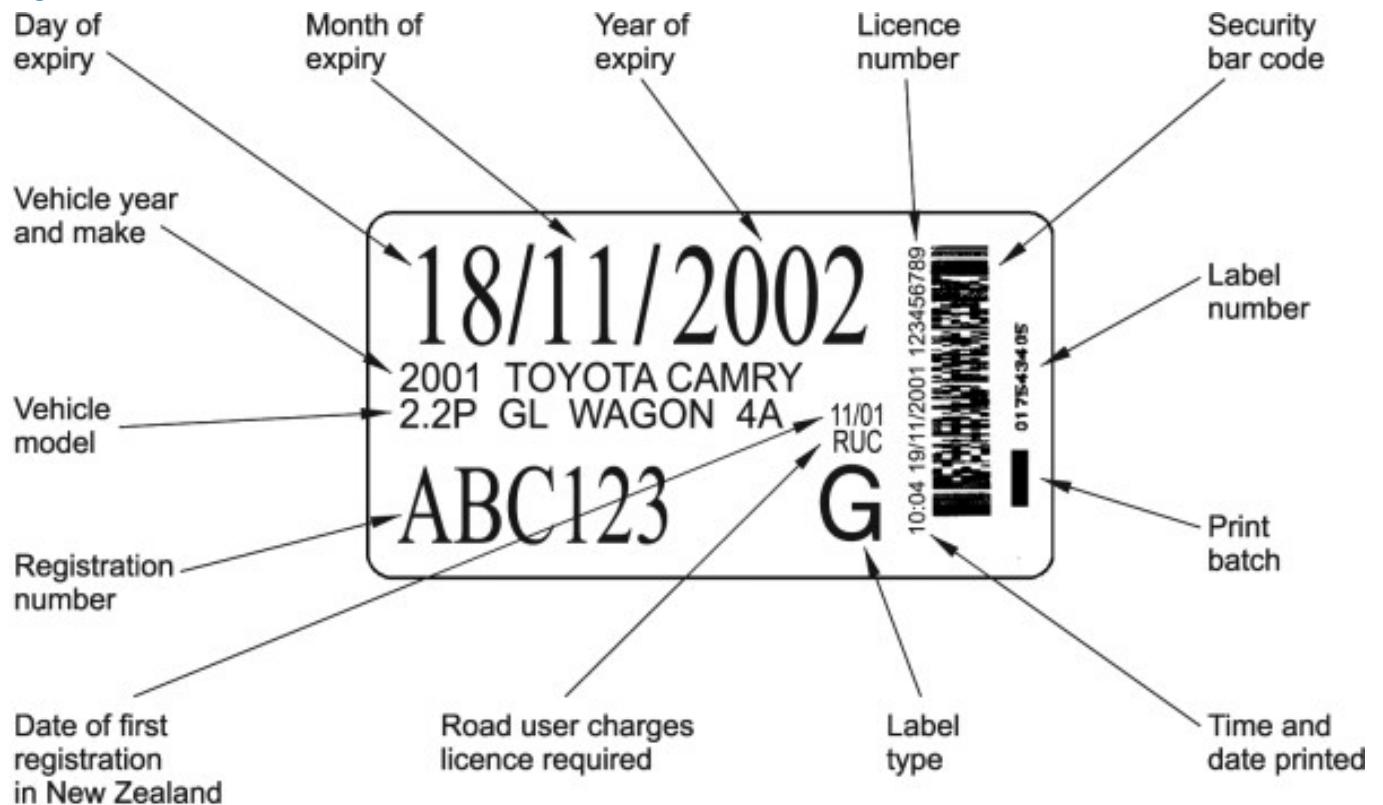 Day of
expiry
Month of
expiry
Year of
expiry
Licence
number
Security
bar code
Vehicle year
and make
18/11/2002
2001 TOYOTA CAMRY
2.2P GL WAGON 4A
11/01
RUC
ABC123
G
10:04 19/11/2001 123456789
017543405
Label
number
Vehicle
model
Print
batch
Registration
number
Date of first
registration
in New Zealand
Road user charges
licence required
Label
type
Time and
date printed